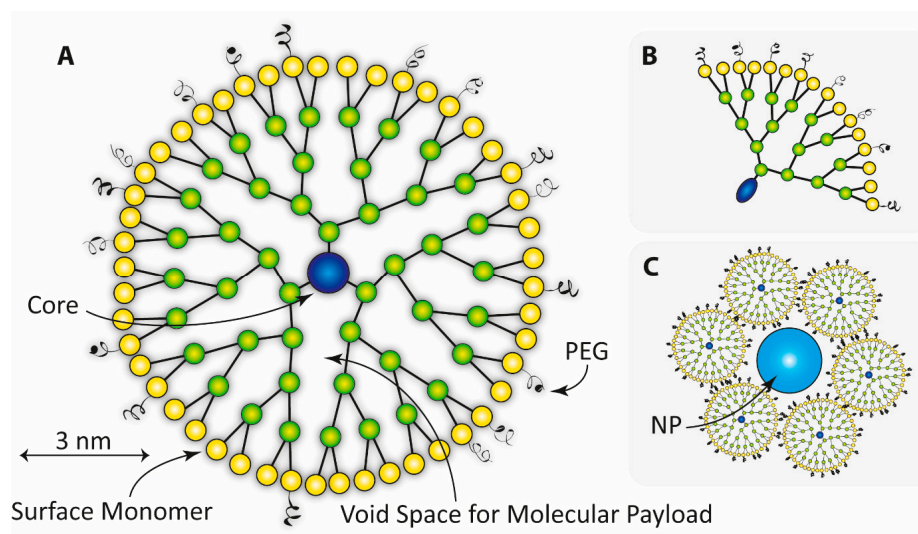 A
B
Core
C
PEG
NP
3 nm
Surface Monomer
Void Space for Molecular Payload